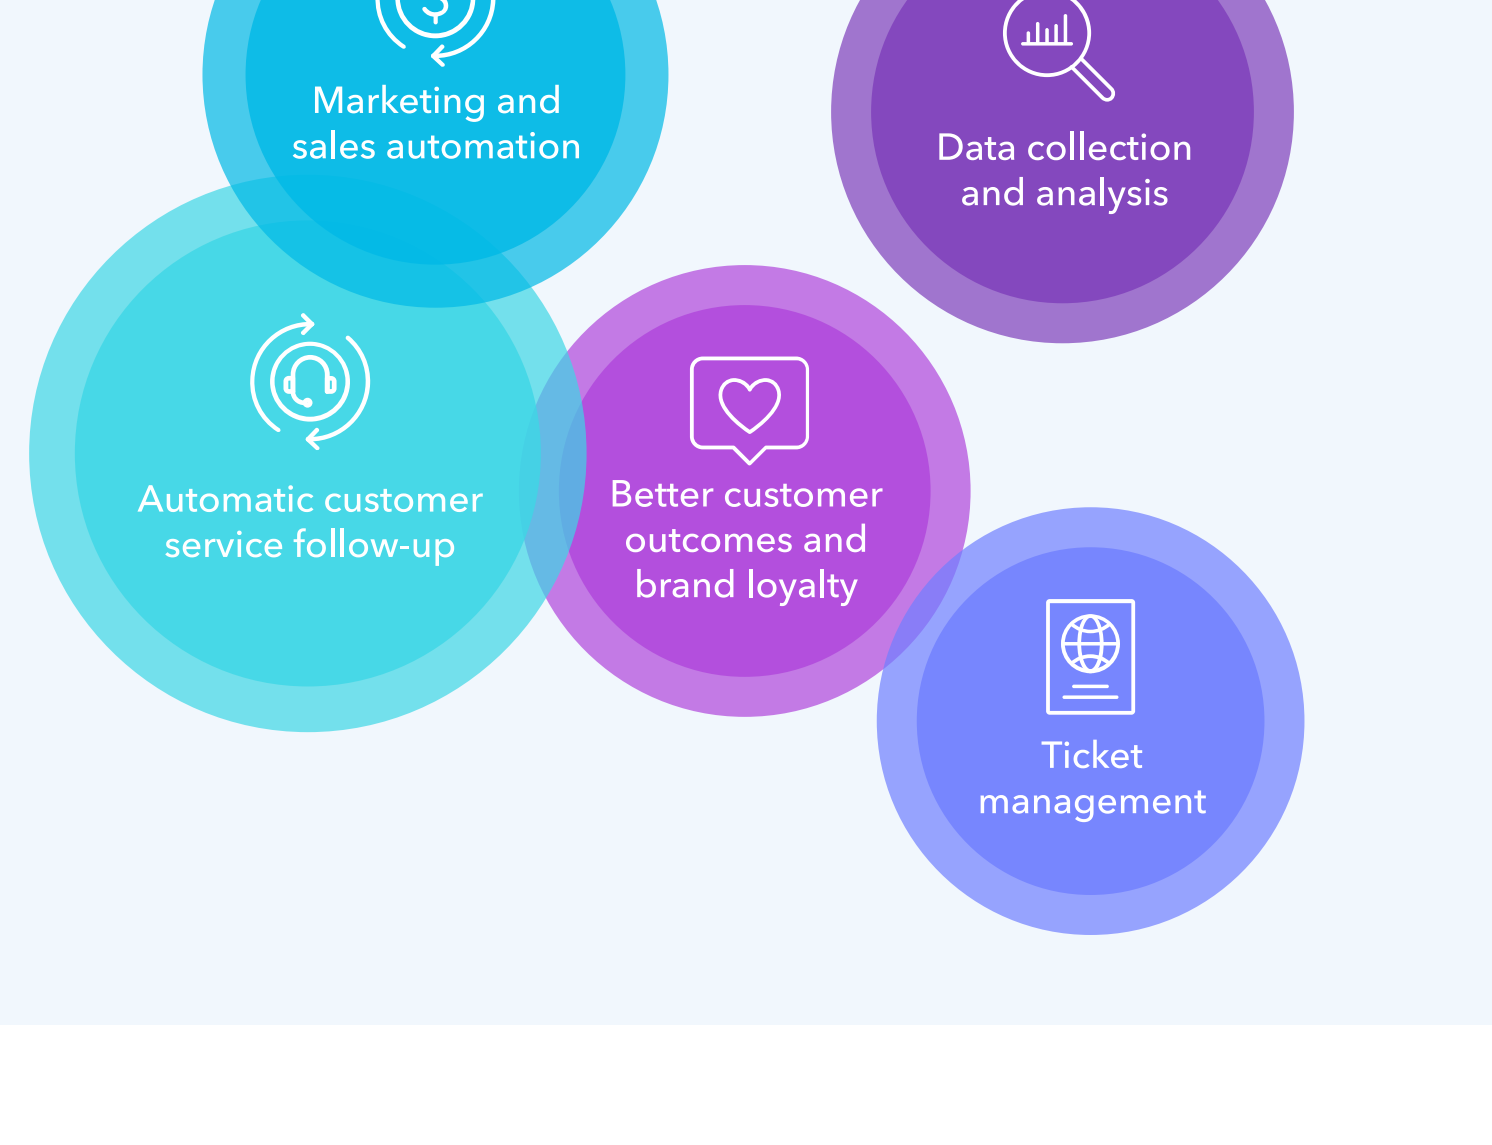 Marketing and
sales automation
Data collection
and analysis
Automatic customer
service follow-up
Better customer
outcomes and
brand loyalty
Ticket
management